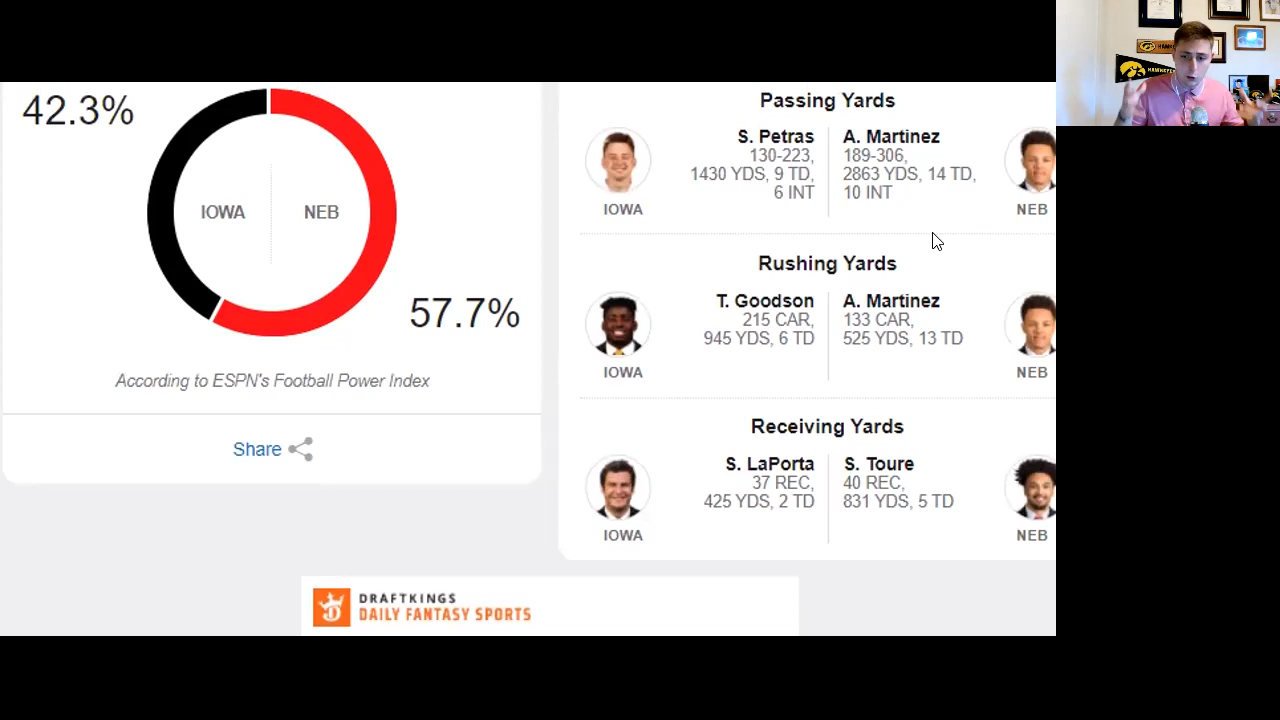 42.3%
IOWA
NEB
57.7%
According to ESPN's Football Power Index
Share
Passing Yards
S. Petras
130-223,
1430 YDS, 9 TD,
6 INT
IOWA
A. Martinez
189-306,
2863 YDS, 14 TD,
10 INT
NEB
Rushing Yards
T. Goodson
215 CAR,
945 YDS, 6 TD
IOWA
A. Martinez
133 CAR,
525 YDS, 13 TD
NEB
Receiving Yards
S. LaPorta
37 REC,
425 YDS, 2 TD
IOWA
S. Toure
40 REC,
831 YDS, 5 TD
NEB
DRAFTKINGS
DAILY FANTASY SPORTS